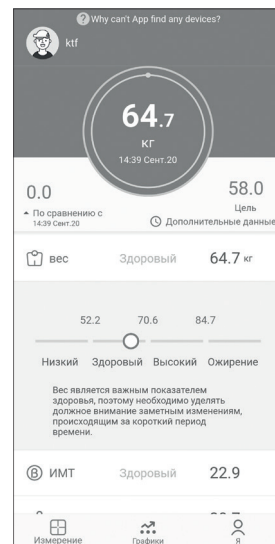 Why can't App find any devices?
ktf
64.7
кг
14:39 Сент.20
0.0
58.0
По сравнению с
14:39 Сент.20
Цель
Дополнительные данные
вес Здоровый 64.7 кг
52.2 70.6 84.7
Низкий Здоровый Высокий Ожирение
Вес является важным показателем
здоровья, поэтому необходимо уделять
должное внимание заметным изменениям,
происходящим за короткий период
времени.
ИМТ Здоровый 22.9
Измерение Графики Я